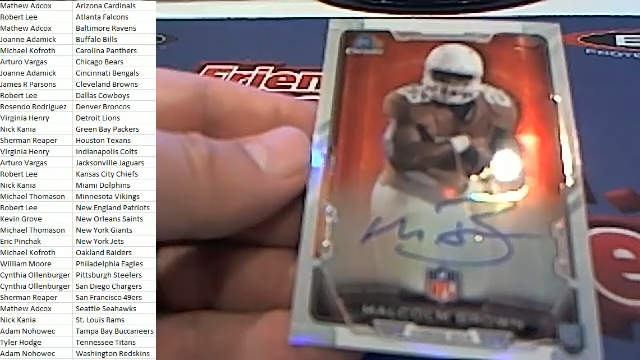 Mathew Adcox Arizona Cardinals
Robert Lee Atlanta Falcons
Mathew Adcox Baltimore Ravens
Joanne Adamick Buffalo Bills
Michael Kofroth Carolina Panthers
Arturo Vargas Chicago Bears
Joanne Adamick Cincinnati Bengals
James R Parsons Cleveland Browns
Robert Lee Dallas Cowboys
Rosendo Rodriguez Denver Broncos
Virginia Henry Detroit Lions
Nick Kania Green Bay Packers
Sherman Reaper Houston Texans
Virginia Henry Indianapolis Colts
Arturo Vargas Jacksonville Jaguars
Robert Lee Kansas City Chiefs
Nick Kania Miami Dolphins
Michael Thomason Minnesota Vikings
Robert Lee New England Patriots
Kevin Grove New Orleans Saints
Michael Thomason New York Giants
Eric Pinchak New York Jets
Michael Kofroth Oakland Raiders
William Moore Philadelphia Eagles
Cynthia Ollenburger Pittsburgh Steelers
Cynthia Ollenburger San Diego Chargers
Sherman Reaper San Francisco 49ers
Mathew Adcox Seattle Seahawks
Nick Kania St. Louis Rams
Adam Nohowec Tampa Bay Buccaneers
Tyler Hodge Tennessee Titans
Adam Nohowec Washington Redskins
NFL